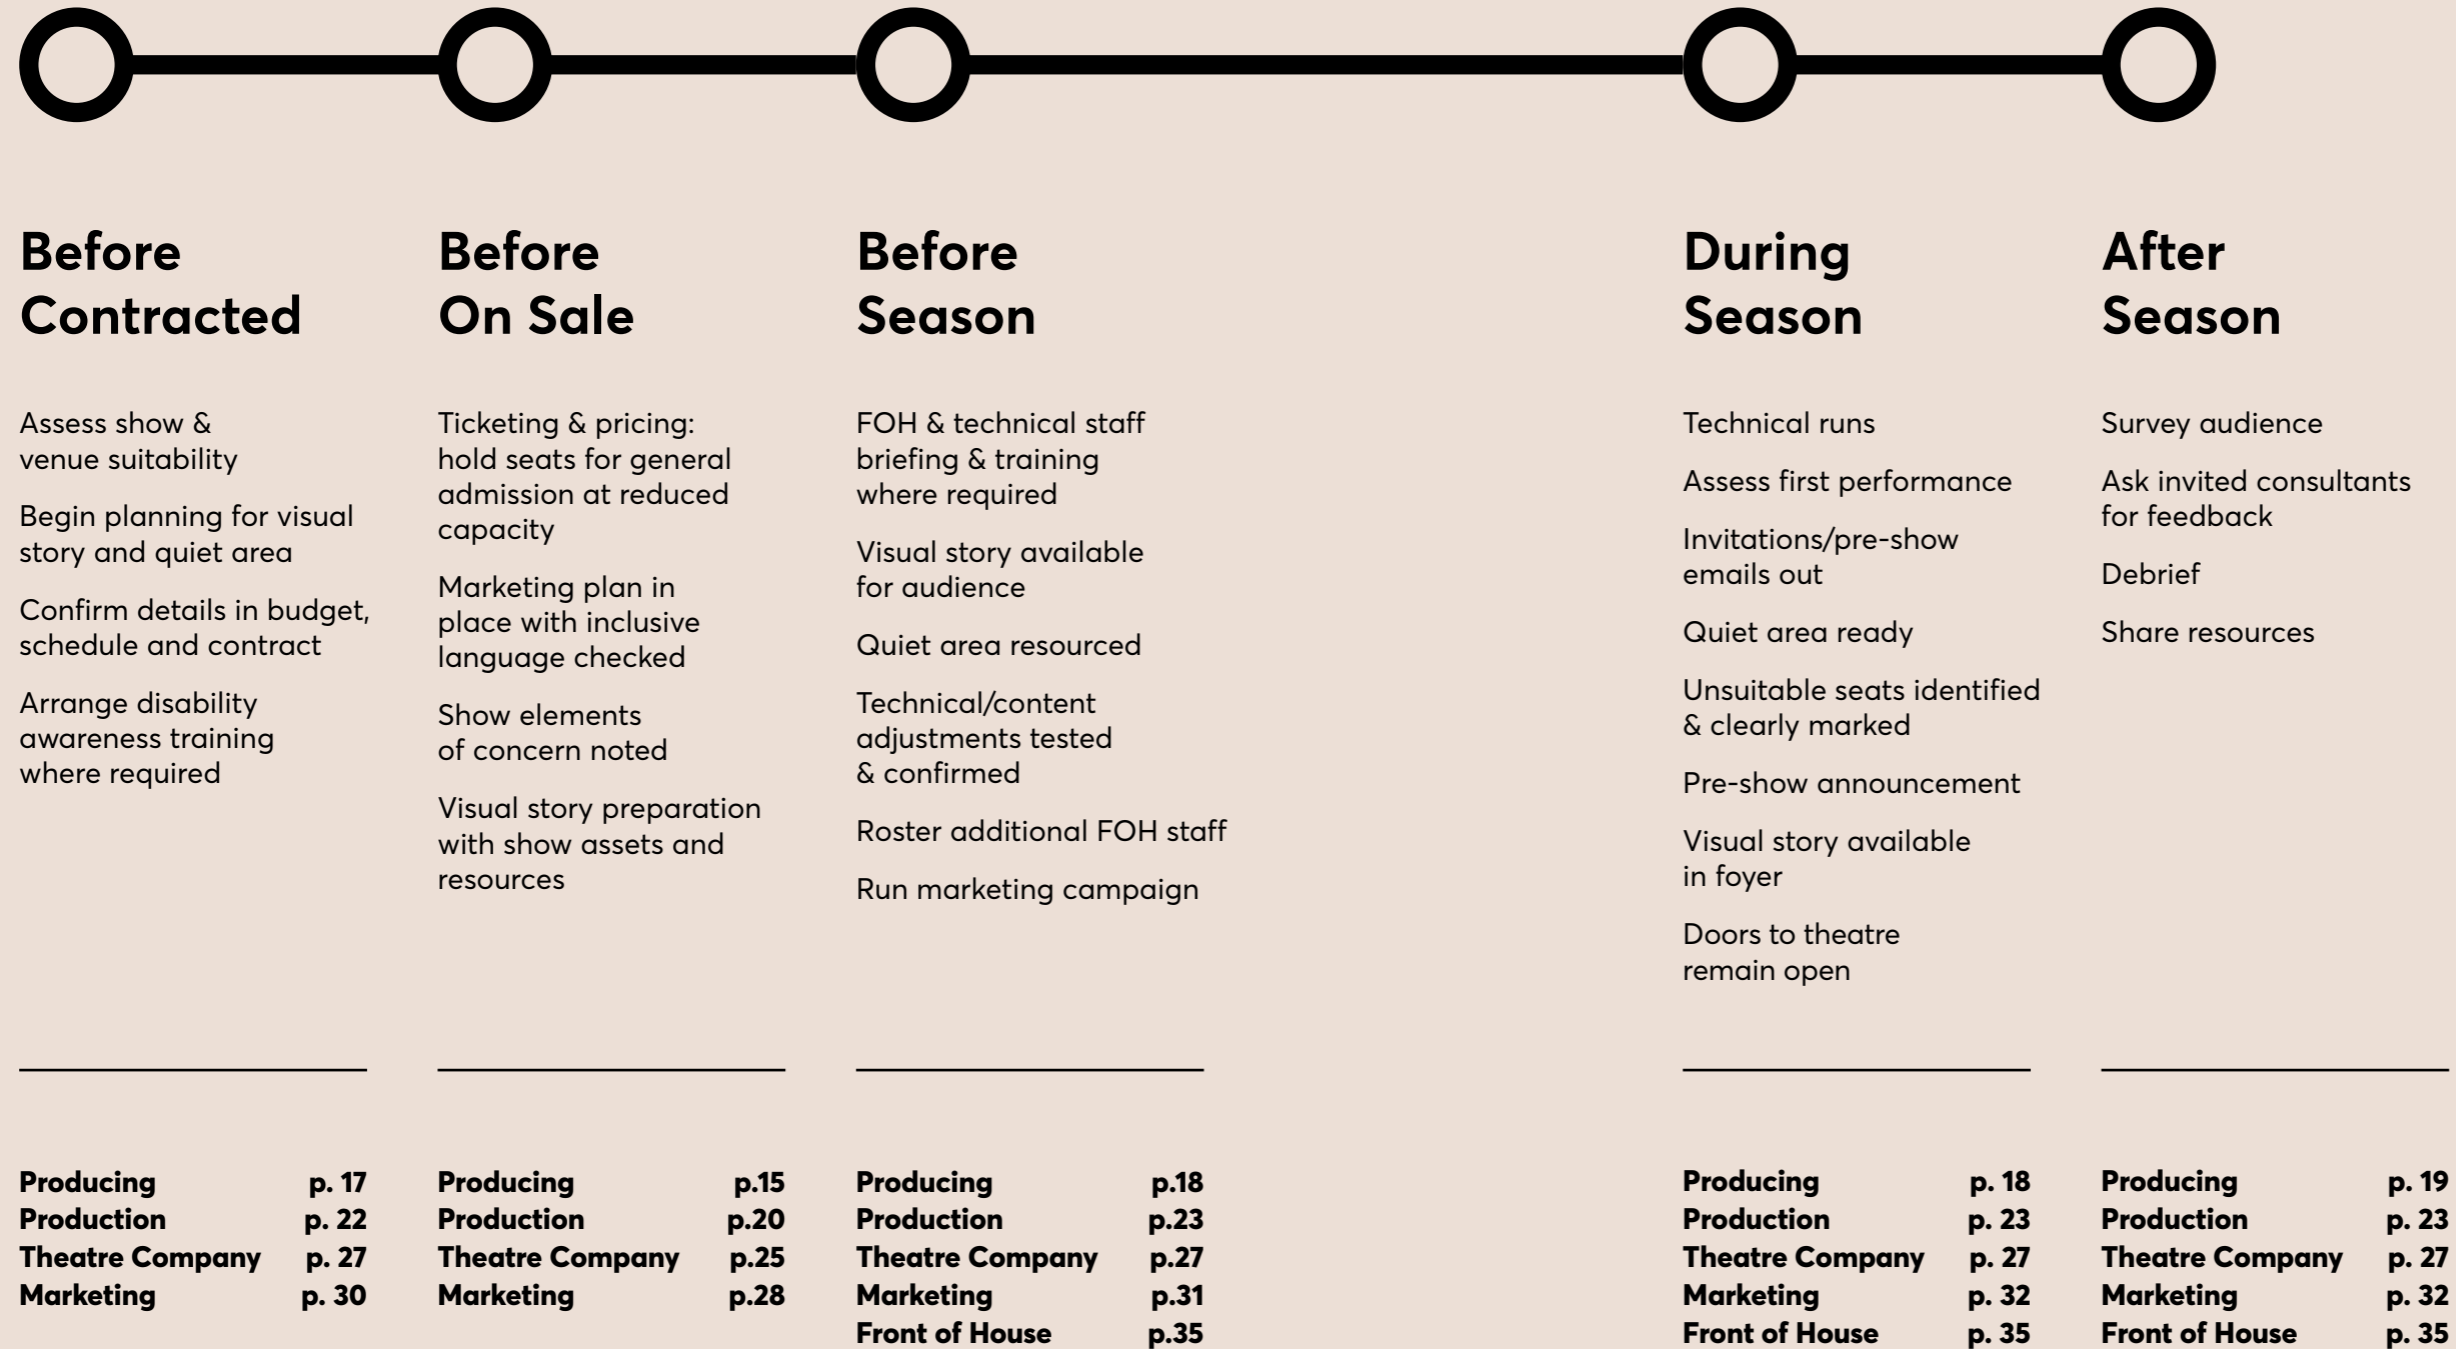 Before
Contracted
Assess show &
venue suitability
Begin planning for visual
story and quiet area
Confirm details in budget,
schedule and contract
Arrange disability
awareness training
where required
Producing p. 17
Production p. 22
Theatre Company p. 27
Marketing p. 30
Before
On Sale
Ticketing & pricing:
hold seats for general
admission at reduced
capacity
Marketing plan in
place with inclusive
language checked
Show elements
of concern noted
Visual story preparation
with show assets and
resources
Producing p.15
Production p.20
Theatre Company p.25
Marketing p.28
Before
Season
FOH & technical staff
briefing & training
where required
Visual story available
for audience
Quiet area resourced
Technical/content
adjustments tested
& confirmed
Roster additional FOH staff
Run marketing campaign
Producing p.18
Production p.23
Theatre Company p.27
Marketing p.31
Front of House p.35
During
Season
Technical runs
Assess first performance
Invitations/pre-show
emails out
Quiet area ready
Unsuitable seats identified
& clearly marked
Pre-show announcement
Visual story available
in foyer
Doors to theatre
remain open
Producing p. 18
Production p. 23
Theatre Company p. 27
Marketing p. 32
Front of House p. 35
After
Season
Survey audience
Ask invited consultants
for feedback
Debrief
Share resources
Producing p. 19
Production p. 23
Theatre Company p. 27
Marketing p. 32
Front of House p. 35